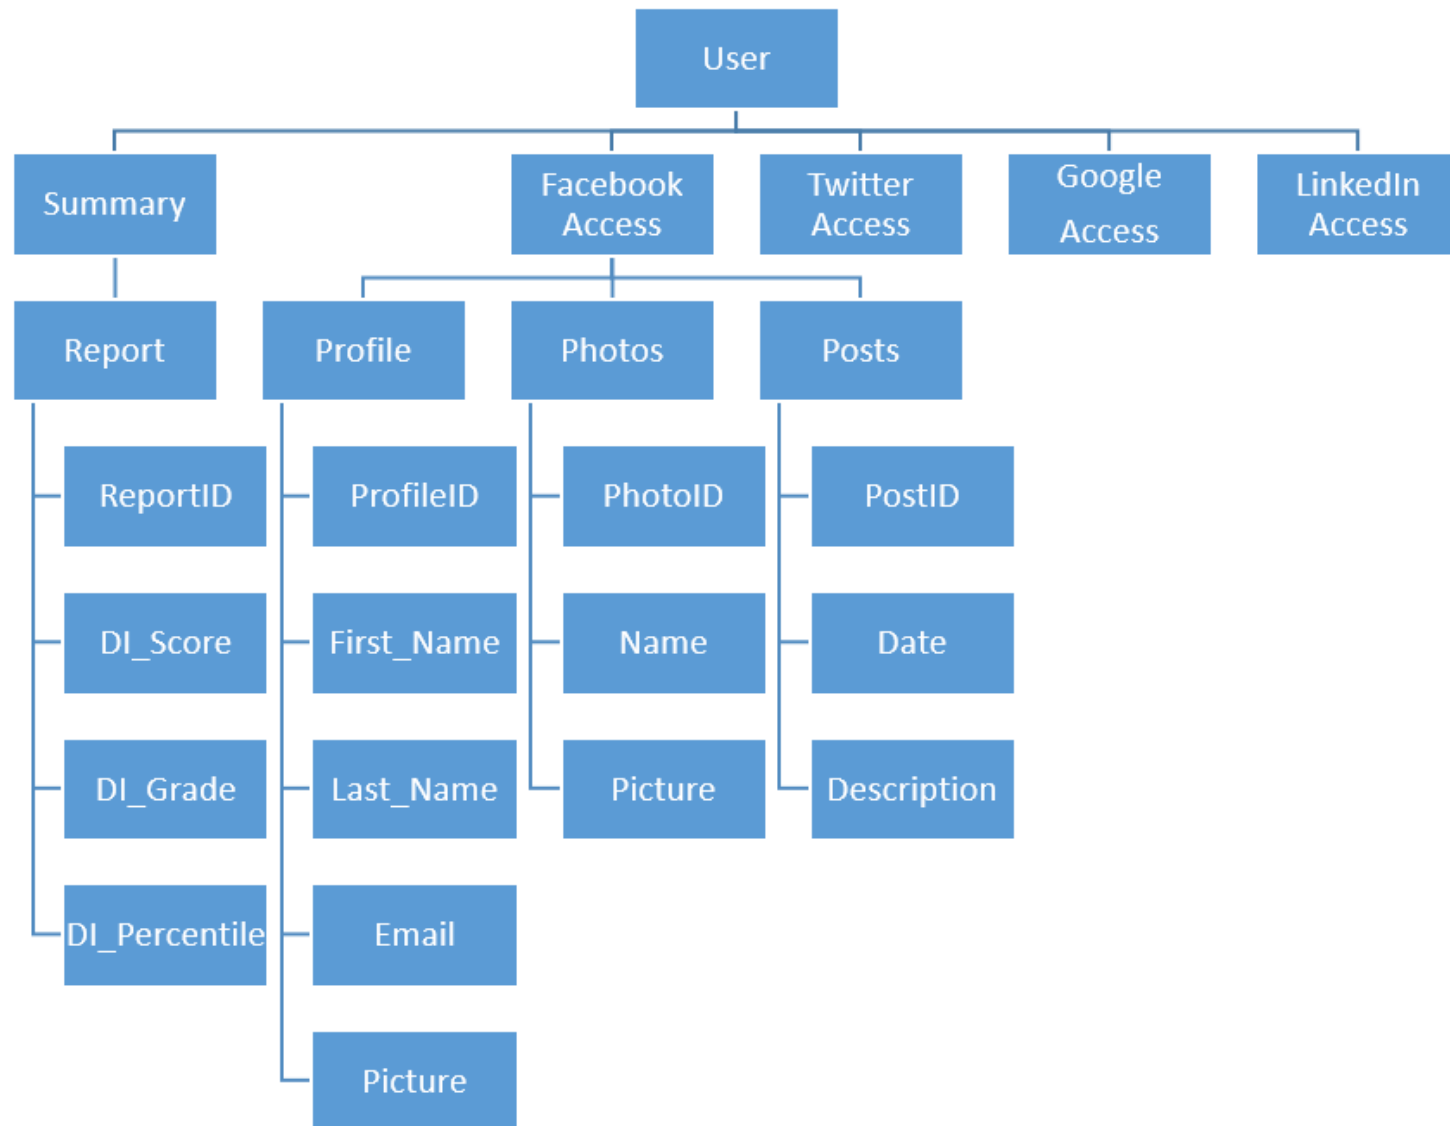 User
Summary
Facebook
Access
Twitter
Access
Google
Access
LinkedIn
Access
Report
Profile
Photos
Posts
ReportID
ProfileID
PhotoID
PostID
DI_Score
First_Name
Name
Date
DI_Grade
Last_Name
Picture
Description
DI_Percentile
Email
Picture